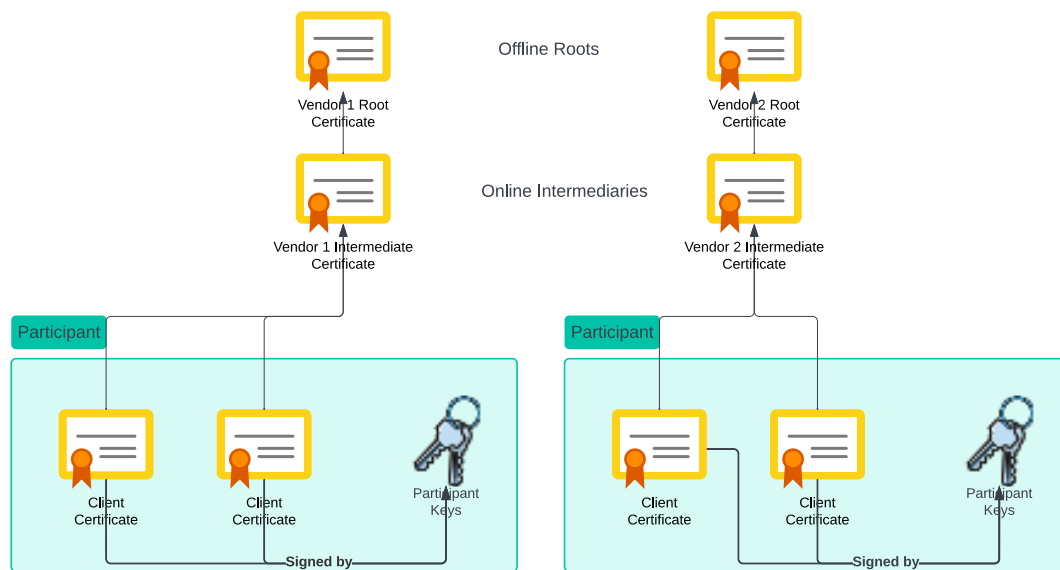 Offline Roots
Vendor 1 Root
Certificate
Vendor 2 Root
Certificate
Online Intermediaries
Vendor 1 Intermediate
Certificate
Vendor 2 Intermediate
Certificate
Participant
Participant
Client
Certificate
Client
Certificate
Participant
Keys
Client
Certificate
Client
Certificate
Participant
Keys
Signed by
Signed by